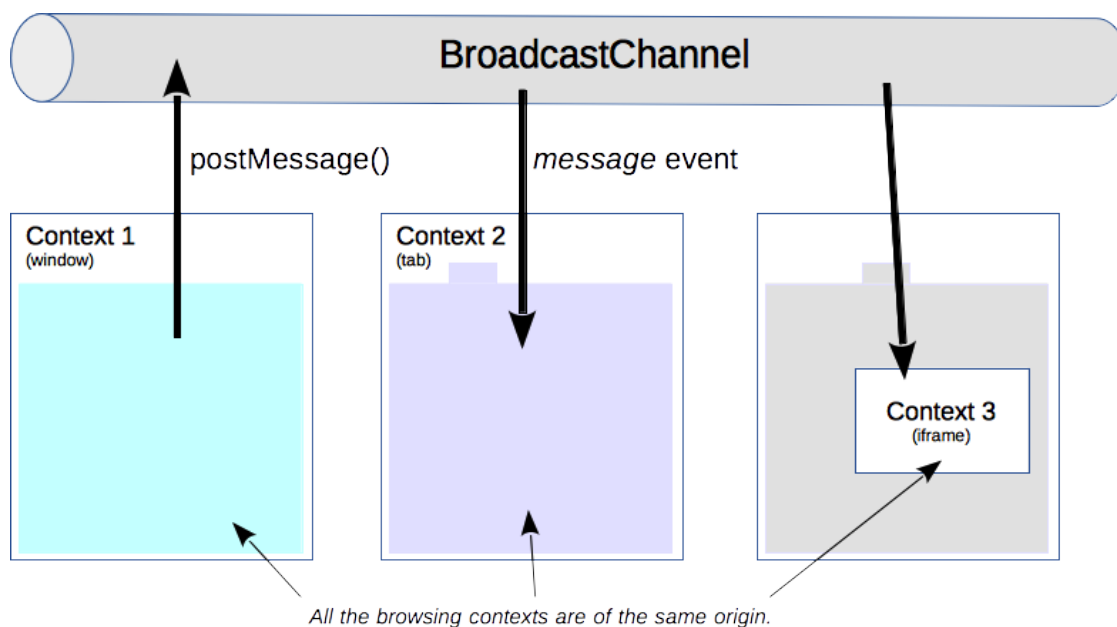 BroadcastChannel
postMessage()
message event
Context 1
(window)
Context 2
(tab)
Context 3
(iframe)
All the browsing contexts are of the same origin.